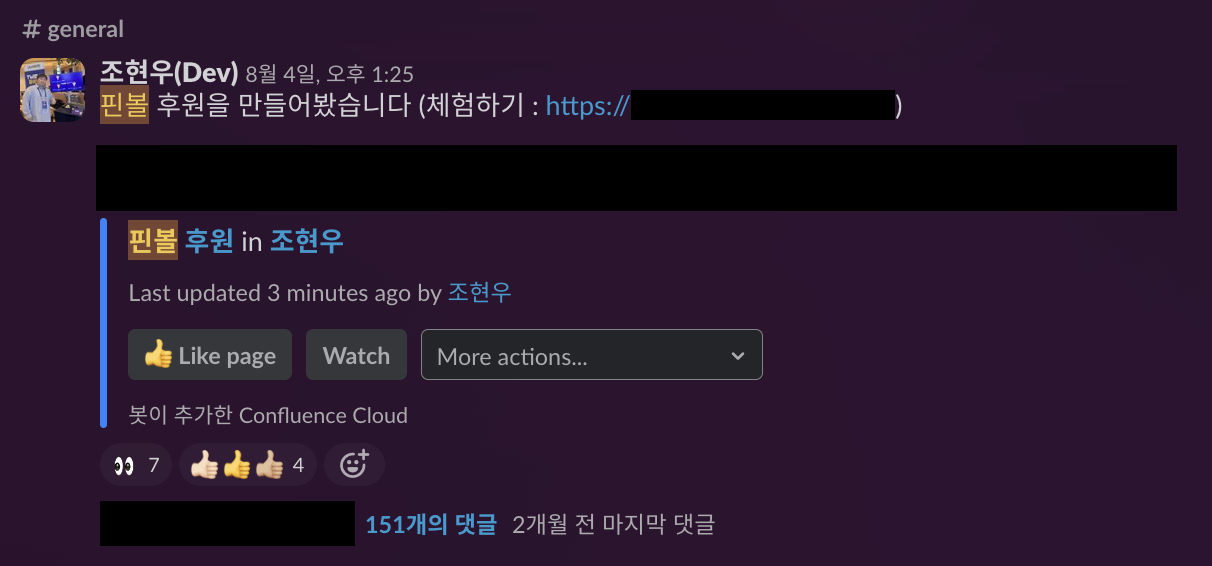 # general
조현우(Dev) 8월 4일, 오후 1:25
핀볼 후원을 만들어봤습니다 (체험하기 : https:// )
핀볼 후원 in 조현우
Last updated 3 minutes ago by 조현우
👍 Like page Watch More actions...
봇이 추가한 Confluence Cloud
👀 7 👍🏻👍👍🏼 4
151개의 댓글 2개월 전 마지막 댓글